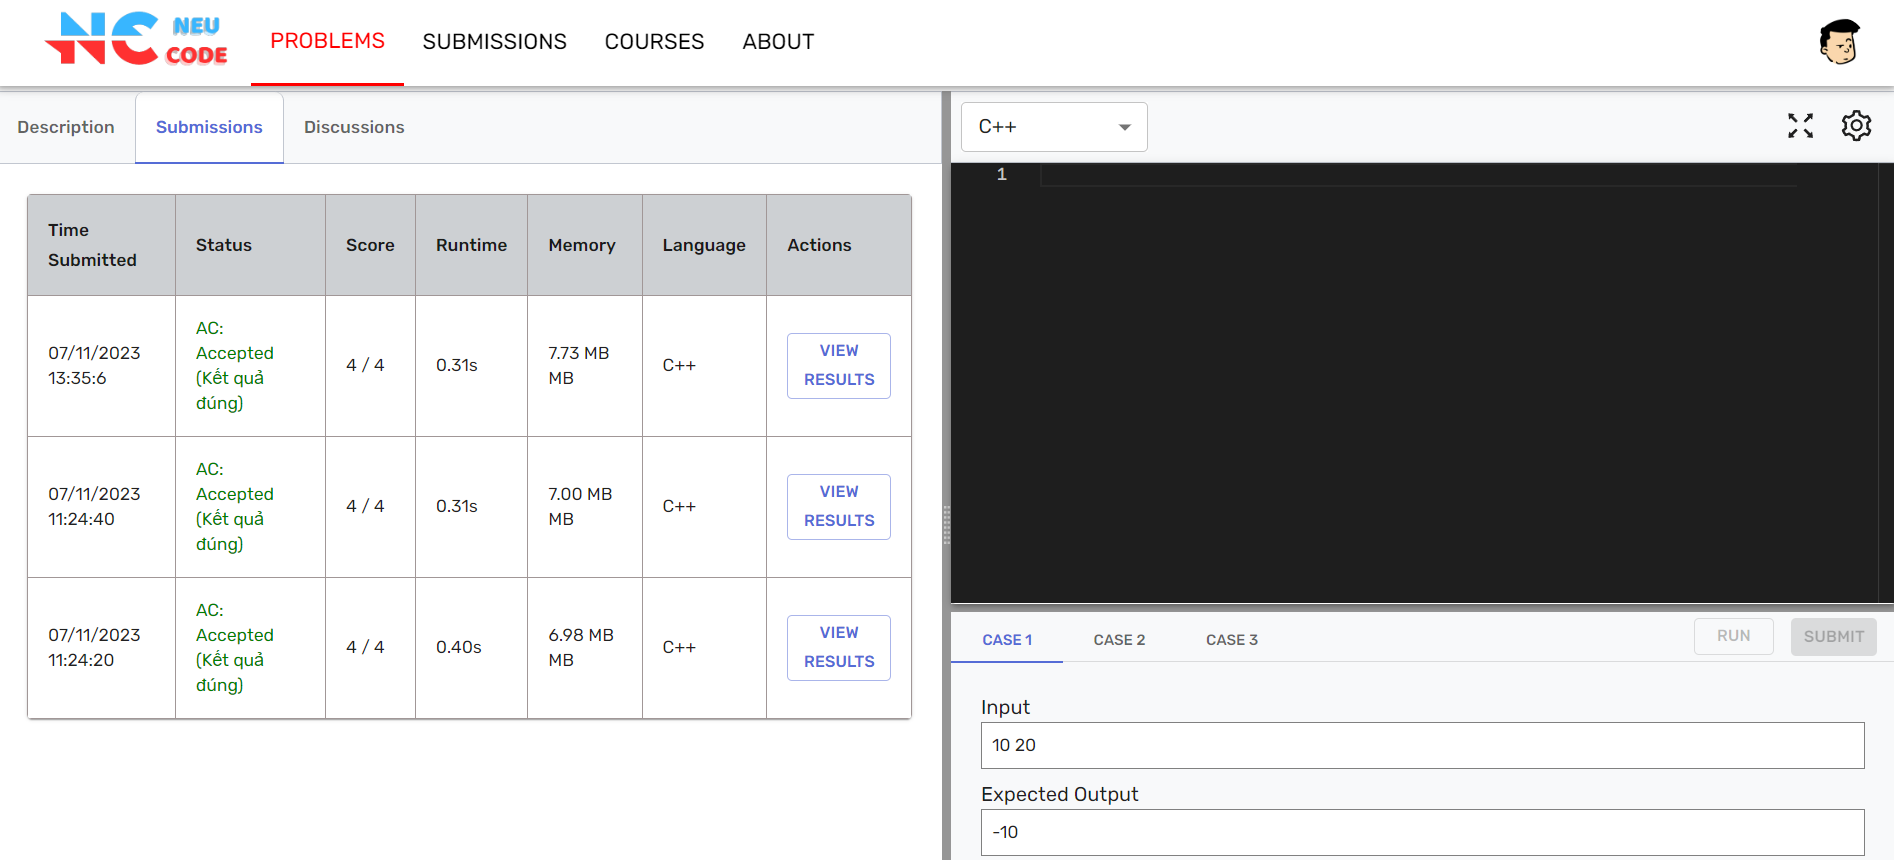 NC NEU
CODE
PROBLEMS SUBMISSIONS COURSES ABOUT
Description Submissions Discussions
Time Submitted Status Score Runtime Memory Language Actions
07/11/2023
13:35:6
AC:
Accepted
(Kết quả
đúng)
4 / 4
0.31s
7.73 MB
MB
C++
VIEW
RESULTS
07/11/2023
11:24:40
AC:
Accepted
(Kết quả
đúng)
4 / 4
0.31s
7.00 MB
MB
C++
VIEW
RESULTS
07/11/2023
11:24:20
AC:
Accepted
(Kết quả
đúng)
4 / 4
0.40s
6.98 MB
MB
C++
VIEW
RESULTS
C++
1
CASE 1 CASE 2 CASE 3 RUN SUBMIT
Input
10 20
Expected Output
-10